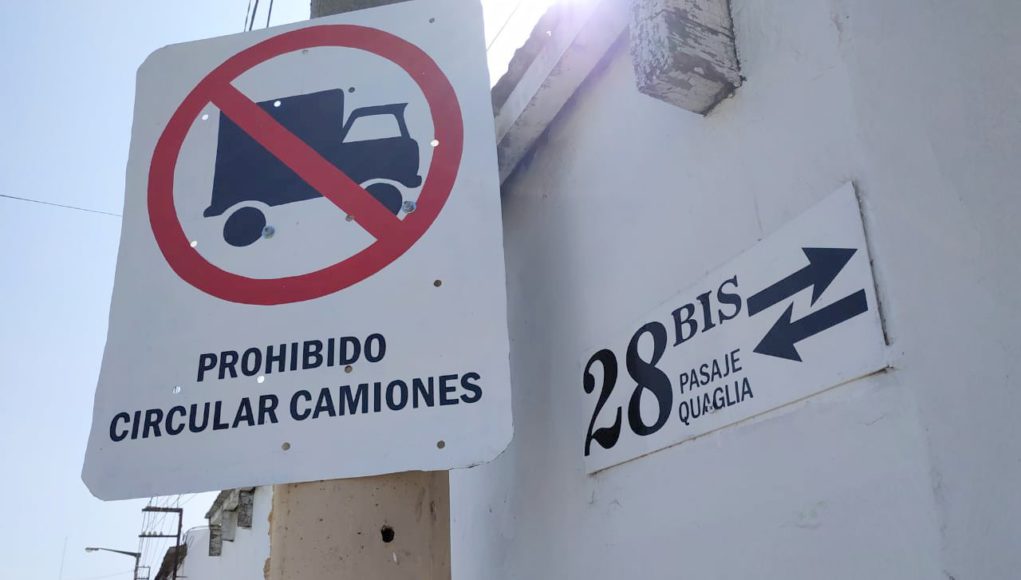 PROHIBIDO
CIRCULAR CAMIONES
28 BIS
PASAJE
QUAGLIA